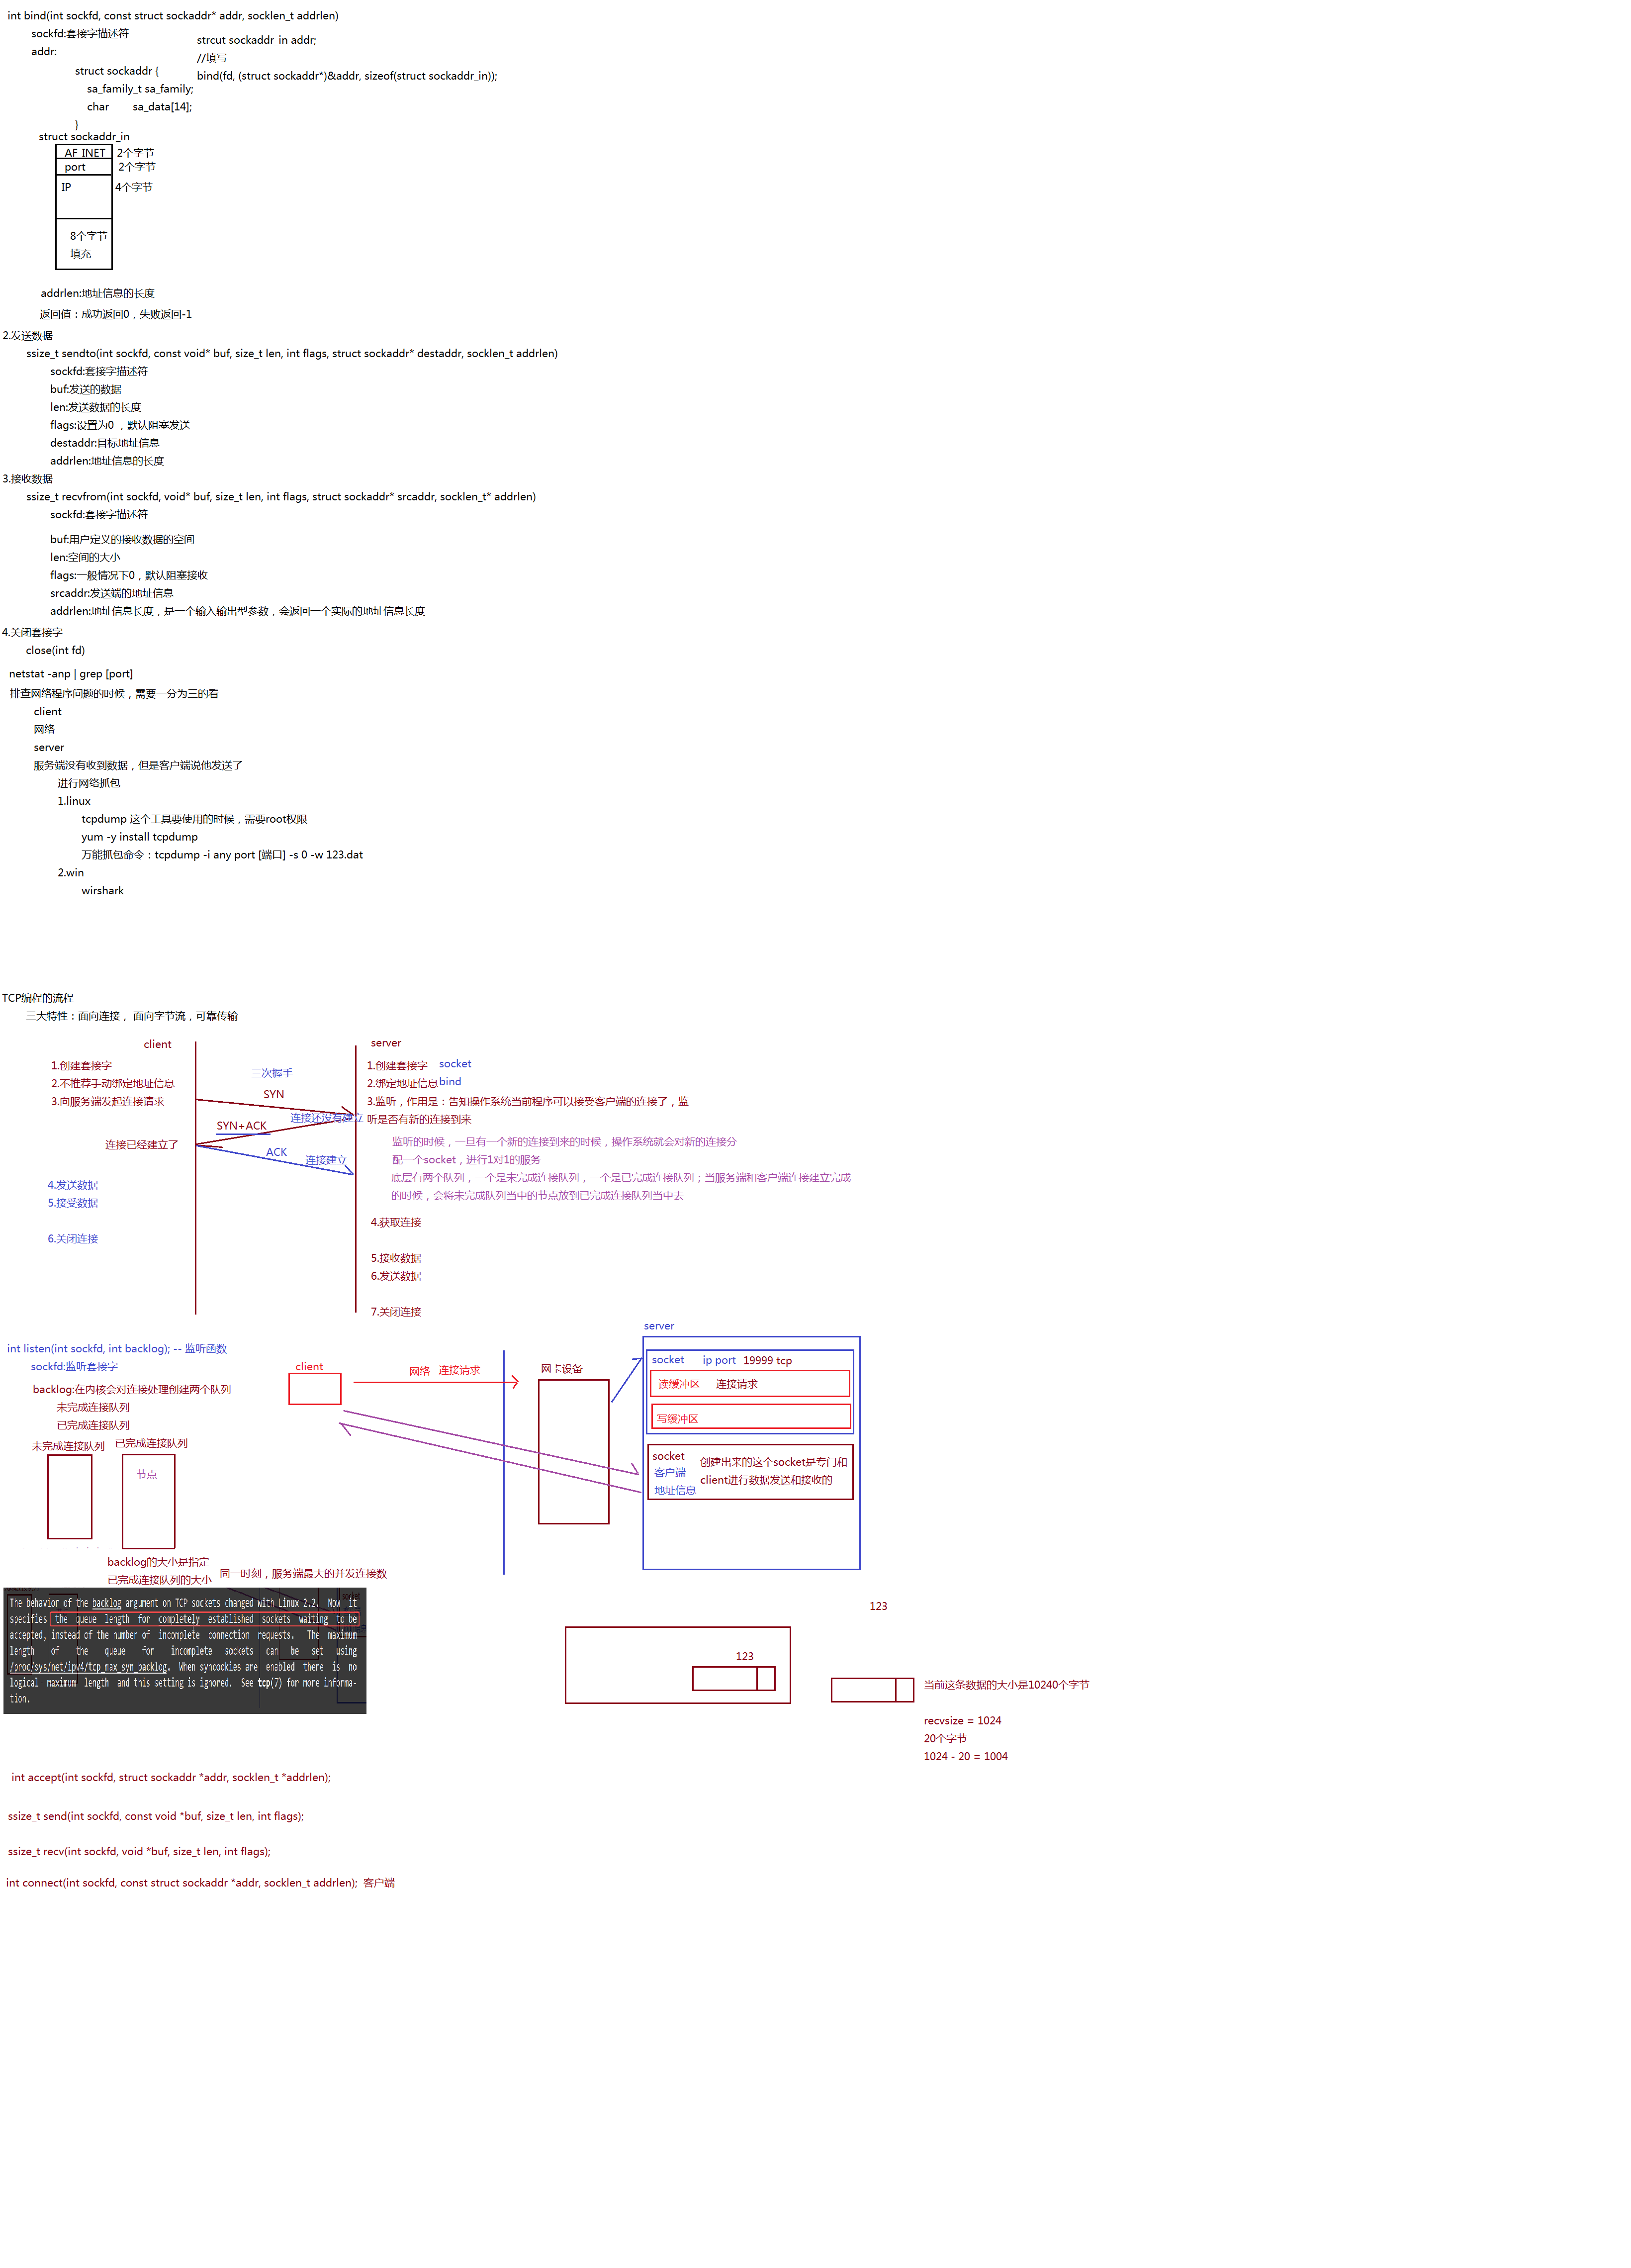 int bind(int sockfd, const struct sockaddr* addr, socklen_t addrlen)
sockfd:套接字描述符
addr:
strcut sockaddr_in addr;
//填写
bind(fd, (struct sockaddr*)&addr, sizeof(struct sockaddr_in));
struct sockaddr {
sa_family_t sa_family;
char sa_data[14];
}
struct sockaddr_in
AF_INET 2个字节
port 2个字节
IP 4个字节
8个字节
填充
addrlen:地址信息的长度
返回值：成功返回0，失败返回-1
2.发送数据
ssize_t sendto(int sockfd, const void* buf, size_t len, int flags, struct sockaddr* destaddr, socklen_t addrlen)
sockfd:套接字描述符
buf:发送的数据
len:发送数据的长度
flags:设置为0 ，默认阻塞发送
destaddr:目标地址信息
addrlen:地址信息的长度
3.接收数据
ssize_t recvfrom(int sockfd, void* buf, size_t len, int flags, struct sockaddr* srcaddr, socklen_t* addrlen)
sockfd:套接字描述符
buf:用户定义的接收数据的空间
len:空间的大小
flags:一般情况下0，默认阻塞接收
srcaddr:发送端的地址信息
addrlen:地址信息长度，是一个输入输出型参数，会返回一个实际的地址信息长度
4.关闭套接字
close(int fd)
netstat -anp | grep [port]
排查网络程序问题的时候，需要一分为三的看
client
网络
server
服务端没有收到数据，但是客户端说他发送了
进行网络抓包
1.linux
tcpdump 这个工具要使用的时候，需要root权限
yum -y install tcpdump
万能抓包命令：tcpdump -i any port [端口] -s 0 -w 123.dat
2.win
wirshark
TCP编程的流程
三大特性：面向连接， 面向字节流，可靠传输
client
1.创建套接字
2.不推荐手动绑定地址信息
3.向服务端发起连接请求
连接已经建立了
4.发送数据
5.接受数据
6.关闭连接
三次握手
SYN
连接还没有建立
SYN+ACK
ACK
连接建立
server
1.创建套接字 socket
2.绑定地址信息 bind
3.监听，作用是：告知操作系统当前程序可以接受客户端的连接了，监
听是否有新的连接到来
监听的时候，一旦有一个新的连接到来的时候，操作系统就会对新的连接分
配一个socket，进行1对1的服务
底层有两个队列，一个是未完成连接队列，一个是已完成连接队列；当服务端和客户端连接建立完成
的时候，会将未完成队列当中的节点放到已完成连接队列当中去
4.获取连接
5.接收数据
6.发送数据
7.关闭连接
int listen(int sockfd, int backlog); -- 监听函数
sockfd:监听套接字
backlog:在内核会对连接处理创建两个队列
未完成连接队列
已完成连接队列
未完成连接队列 已完成连接队列
节点
backlog的大小是指定
已完成连接队列的大小
同一时刻，服务端最大的并发连接数
client
网络 连接请求
网卡设备
server
socket ip port 19999 tcp
读缓冲区 连接请求
写缓冲区
socket
客户端
地址信息
创建出来的这个socket是专门和
client进行数据发送和接收的
The behavior of the backlog argument on TCP sockets changed with Linux 2.2. Now it
specifies the queue length for completely established sockets waiting to be
accepted, instead of the number of incomplete connection requests. The maximum
length of the queue for incomplete sockets can be set using
/proc/sys/net/ipv4/tcp_max_syn_backlog. When syncookies are enabled there is no
logical maximum length and this setting is ignored. See tcp(7) for more informa-
tion.
123
123
当前这条数据的大小是10240个字节
recvsize = 1024
20个字节
1024 - 20 = 1004
int accept(int sockfd, struct sockaddr *addr, socklen_t *addrlen);
ssize_t send(int sockfd, const void *buf, size_t len, int flags);
ssize_t recv(int sockfd, void *buf, size_t len, int flags);
int connect(int sockfd, const struct sockaddr *addr, socklen_t addrlen); 客户端